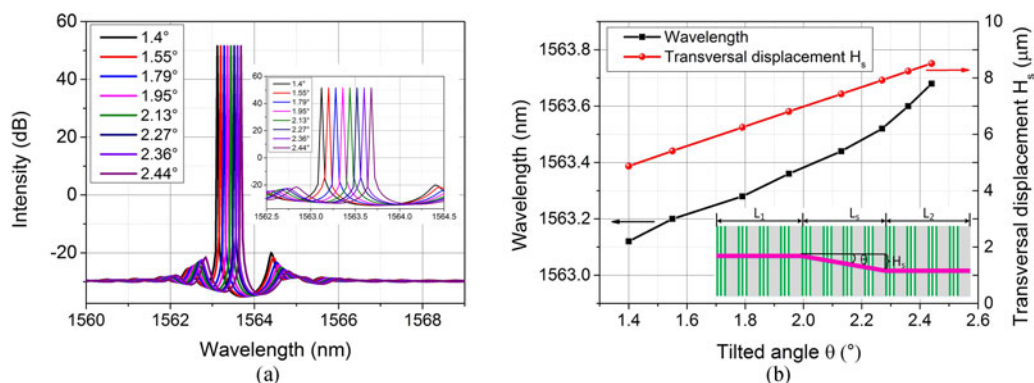 60
40
20
0
-20
Intensity (dB)
1.4°
1.55°
1.79°
1.95°
2.13°
2.27°
2.36°
2.44°
60
40
20
0
-20
1.4°
1.55°
1.79°
1.95°
2.13°
2.27°
2.36°
2.44°
1562.5 1563.0 1563.5 1564.0 1564.5
1560 1562 1564 1566 1568
Wavelength (nm)
(a)
1563.8
1563.6
1563.4
1563.2
1563.0
Wavelength (nm)
Wavelength
Transversal displacement Hs
L1 Ls L2
θ
Hs
10
8
6
4
2
0
Transversal displacement Hs (μm)
1.4 1.6 1.8 2.0 2.2 2.4 2.6
Tilted angle θ (°)
(b)